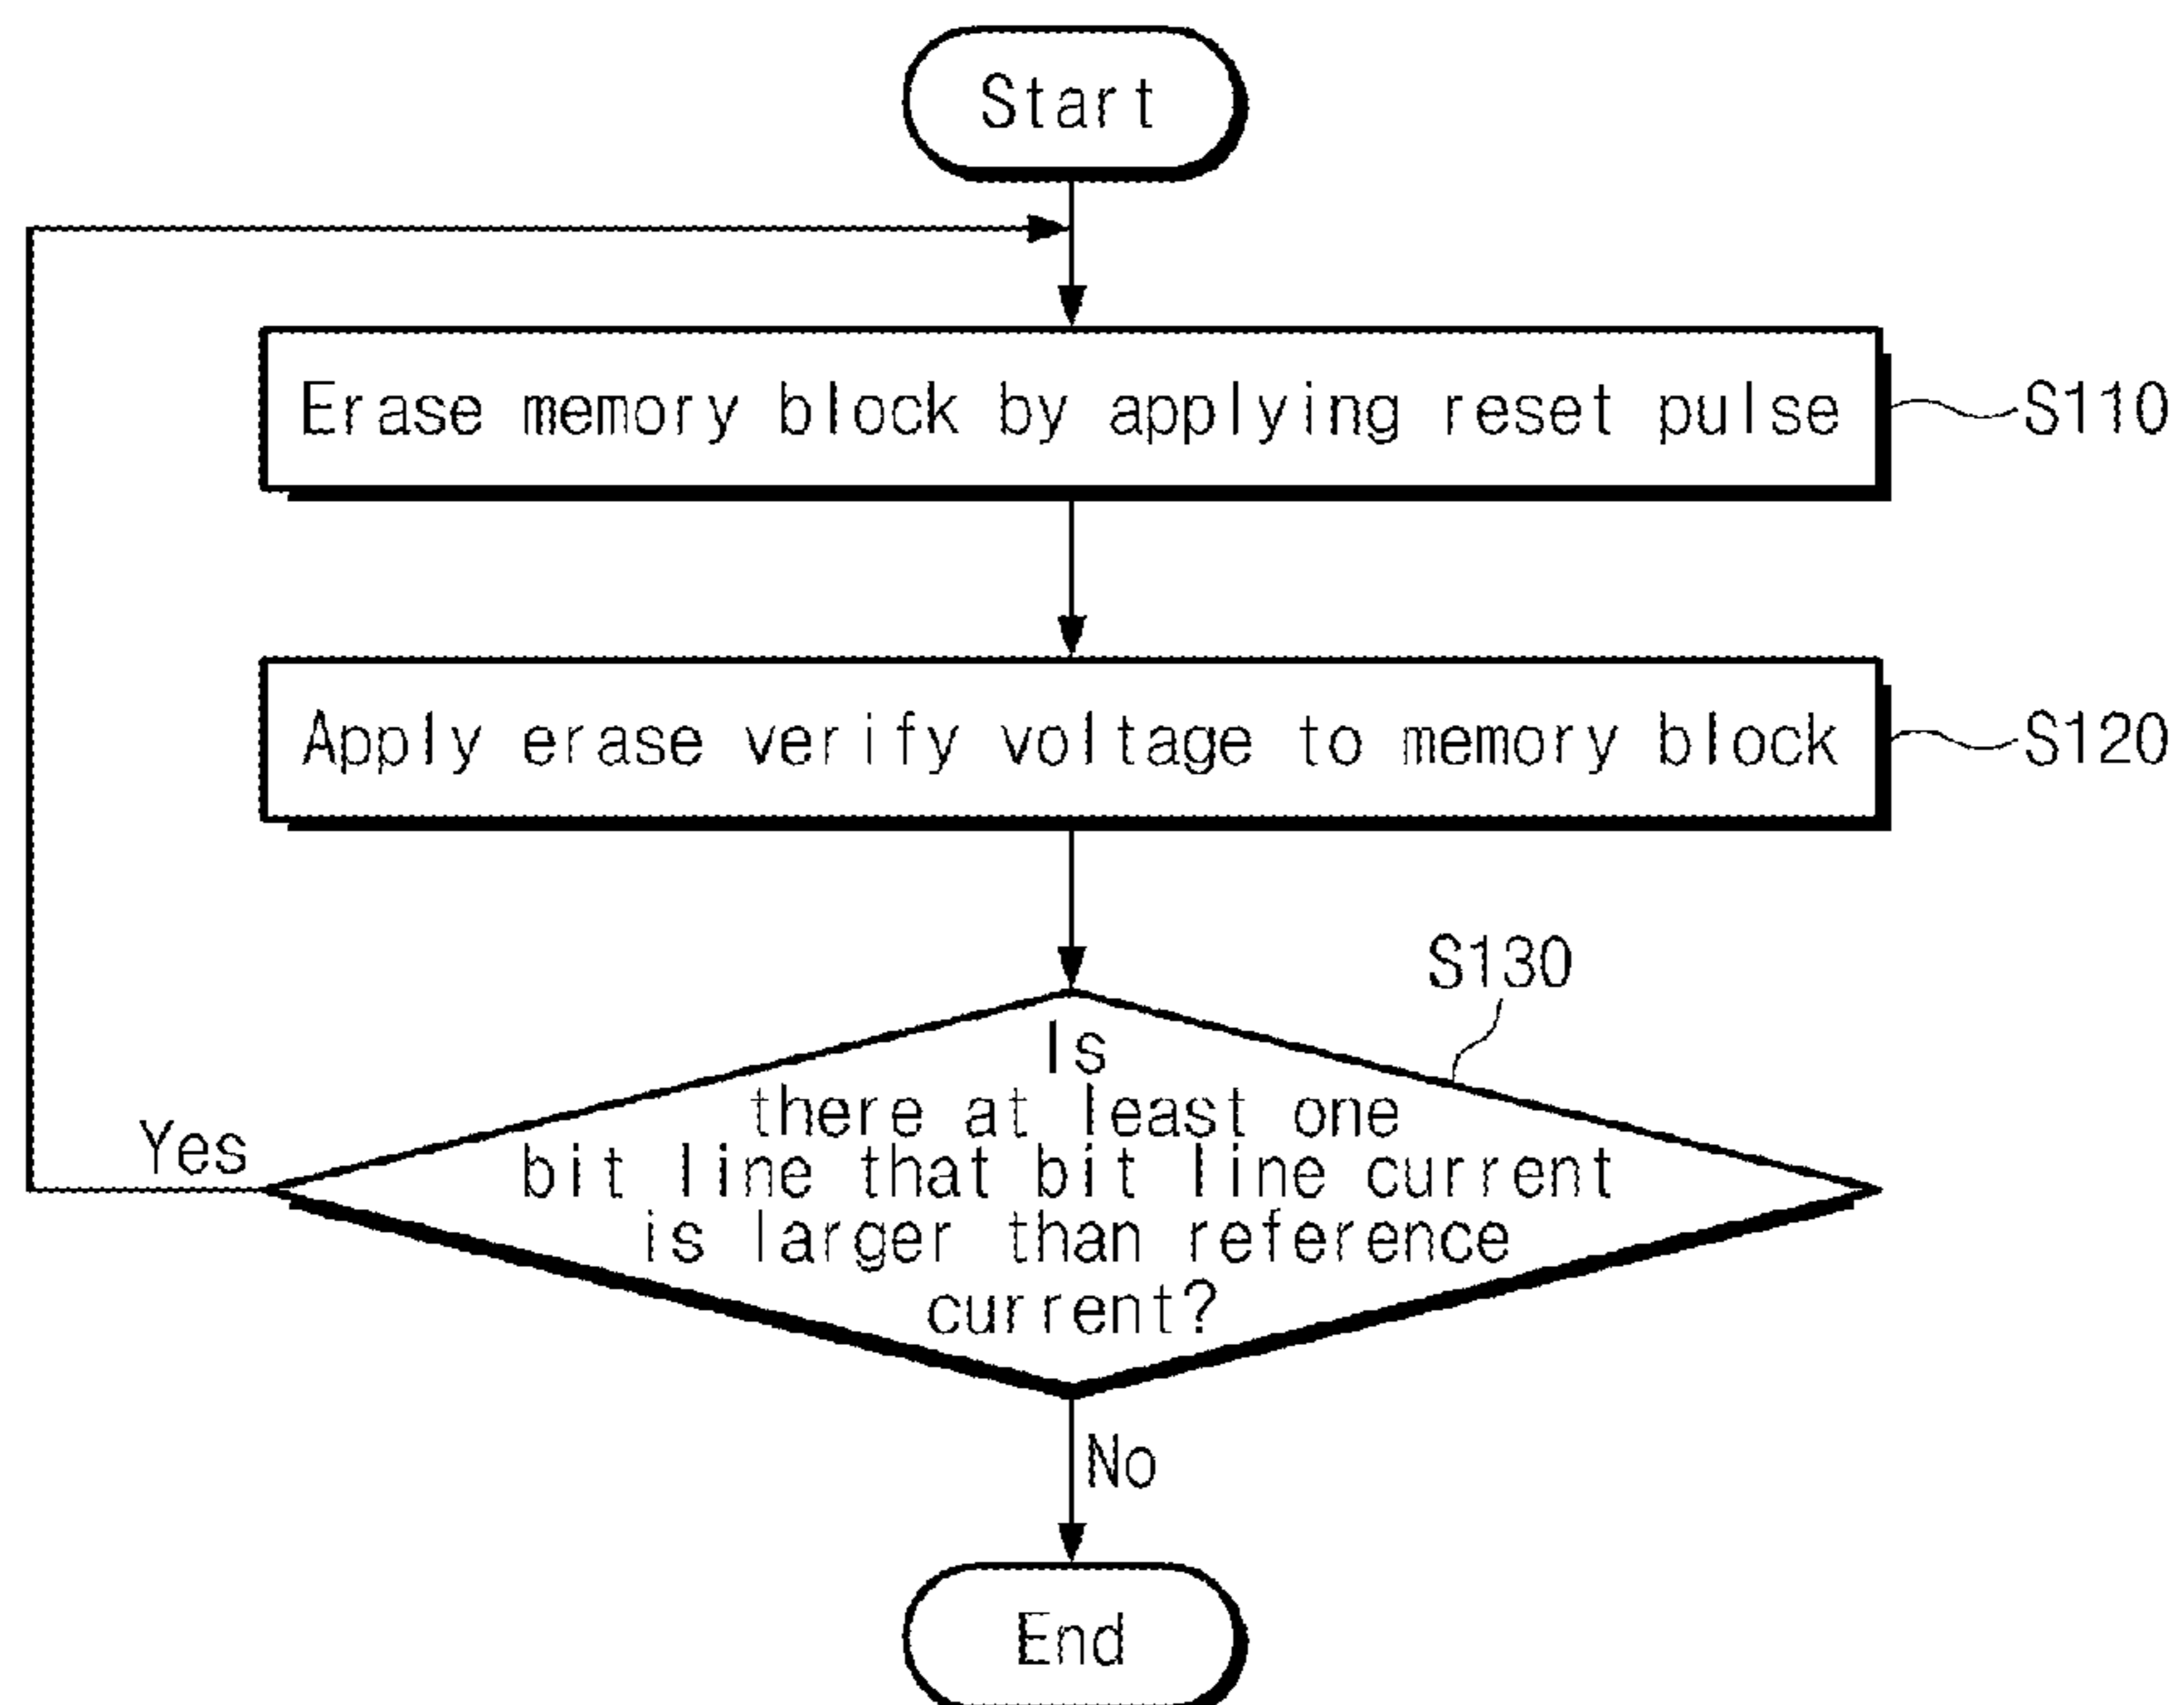 Start
Erase memory block by applying reset pulse
S110
Apply erase verify voltage to memory block
S120
S130
Is
there at least one
bit line that bit line current
is larger than reference
current?
Yes
No
End